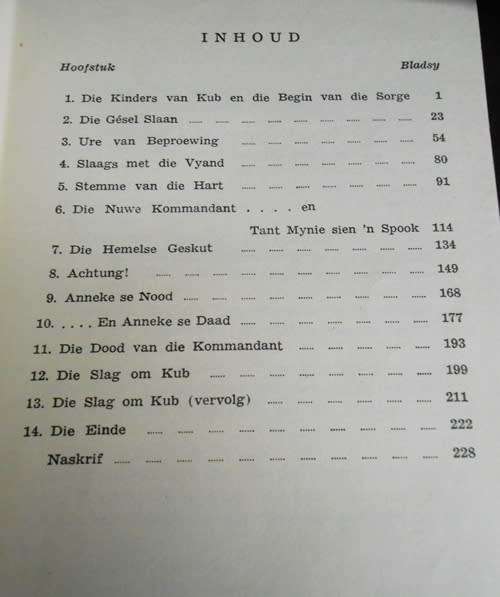 INHOUD
Hoofstuk Bladsy
1. Die Kinders van Kub en die Begin van die Sorge 1
2. Die Gésel Slaan ...... ...... ...... ...... ...... ...... ...... 23
3. Ure van Beproewing ...... ...... ...... ...... ...... ...... 54
4. Slaags met die Vyand ...... ...... ...... ...... ...... ...... 80
5. Stemme van die Hart ...... ...... ...... ...... ...... ...... 91
6. Die Nuwe Kommandant . . . . en
Tant Mynie sien 'n Spook 114
7. Die Hemelse Geskut ...... ...... ...... ...... ...... ...... 134
8. Achtung! ...... ...... ...... ...... ...... ...... ...... ...... 149
9. Anneke se Nood ...... ...... ...... ...... ...... ...... ...... 168
10. . . . . En Anneke se Daad ...... ...... ...... ...... ...... ...... 177
11. Die Dood van die Kommandant ...... ...... ...... ...... ...... 193
12. Die Slag om Kub ...... ...... ...... ...... ...... ...... ...... 199
13. Die Slag om Kub (vervolg) ...... ...... ...... ...... ...... 211
14. Die Einde ...... ...... ...... ...... ...... ...... ...... ...... 222
Naskrif ...... ...... ...... ...... ...... ...... ...... ...... ...... 228